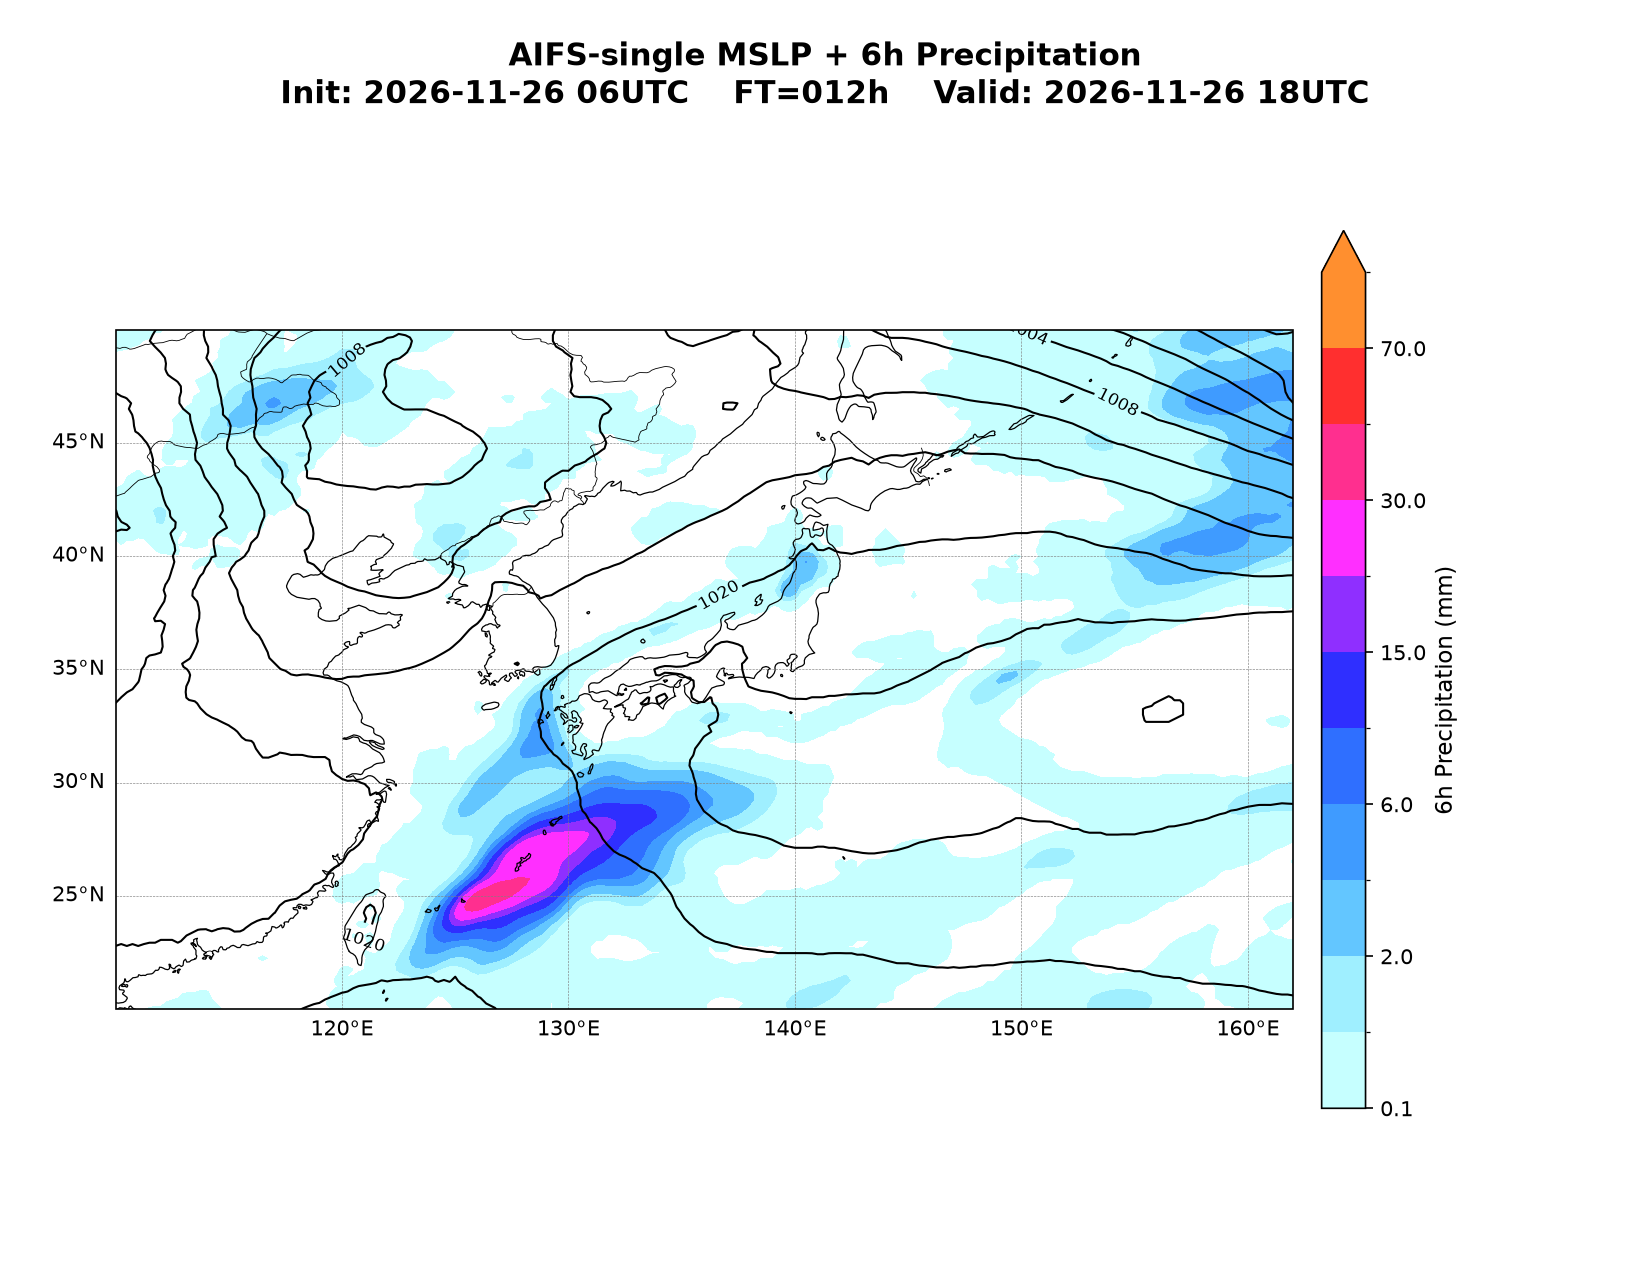 AIFS-single MSLP + 6h Precipitation
Init: 2026-11-26 06UTC    FT=012h    Valid: 2026-11-26 18UTC
1004
1008
1008
1020
1020
45°N
40°N
35°N
30°N
25°N
120°E
130°E
140°E
150°E
160°E
70.0
30.0
15.0
6.0
2.0
0.1
6h Precipitation (mm)